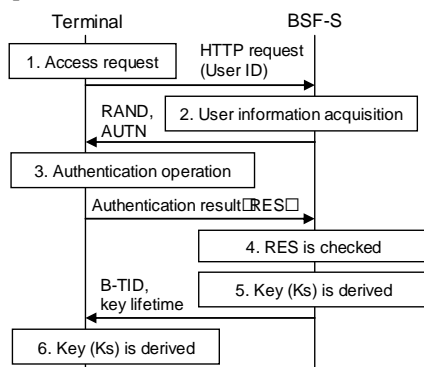 Terminal
BSF-S
1. Access request
HTTP request
(User ID)
2. User information acquisition
RAND,
AUTN
3. Authentication operation
Authentication result□RES□
4. RES is checked
5. Key (Ks) is derived
B-TID,
key lifetime
6. Key (Ks) is derived